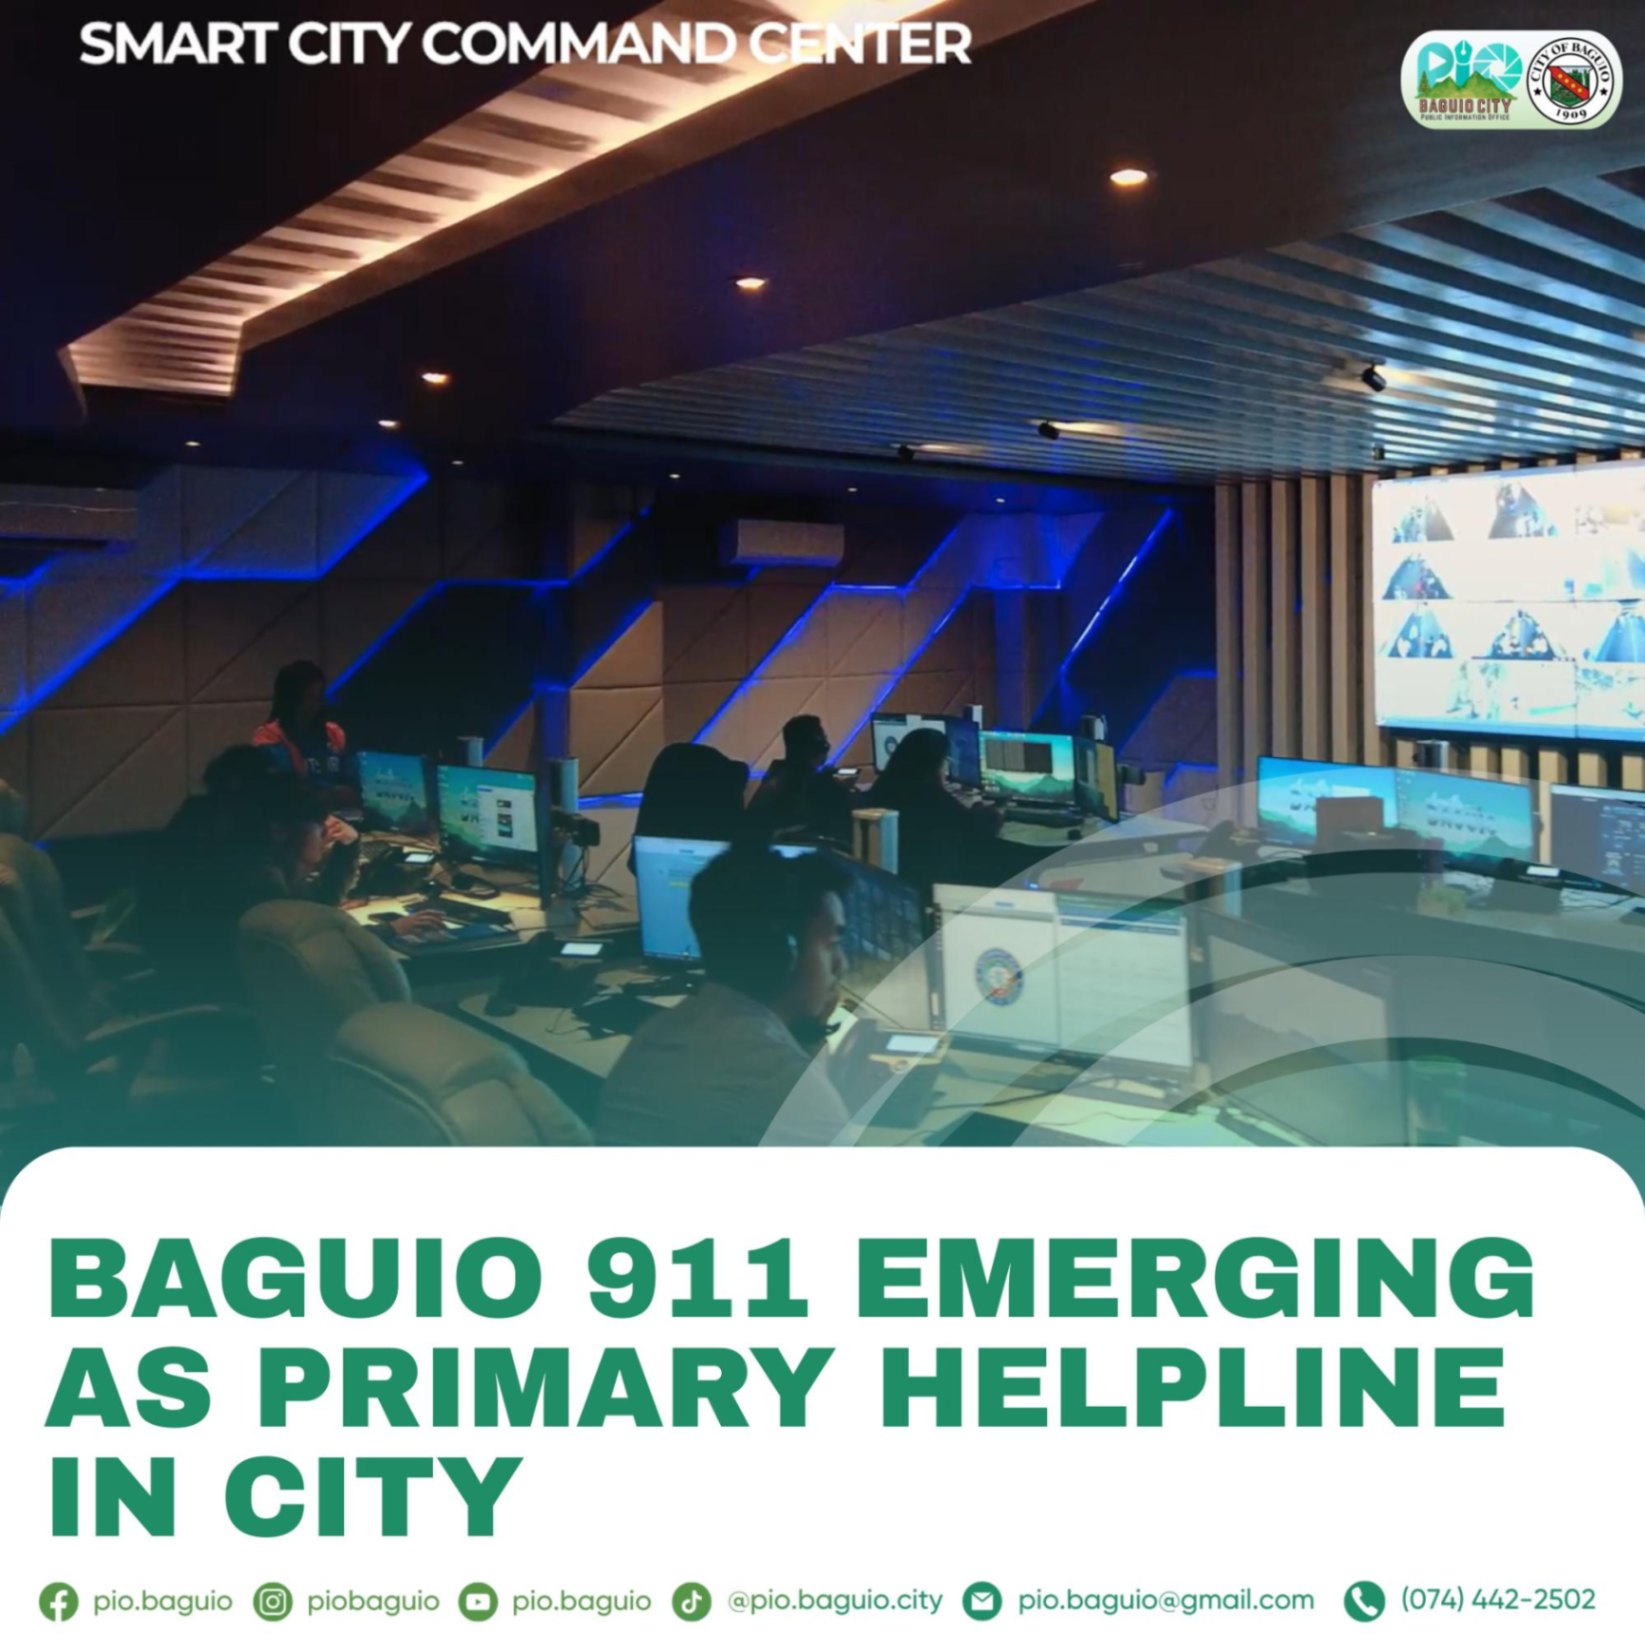 SMART CITY COMMAND CENTER
PIO
BAGUIO CITY
PUBLIC INFORMATION OFFICE
CITY OF BAGUIO
1909
BAGUIO 911 EMERGING
AS PRIMARY HELPLINE
IN CITY
pio.baguio piobaguio pio.baguio @pio.baguio.city pio.baguio@gmail.com (074) 442-2502